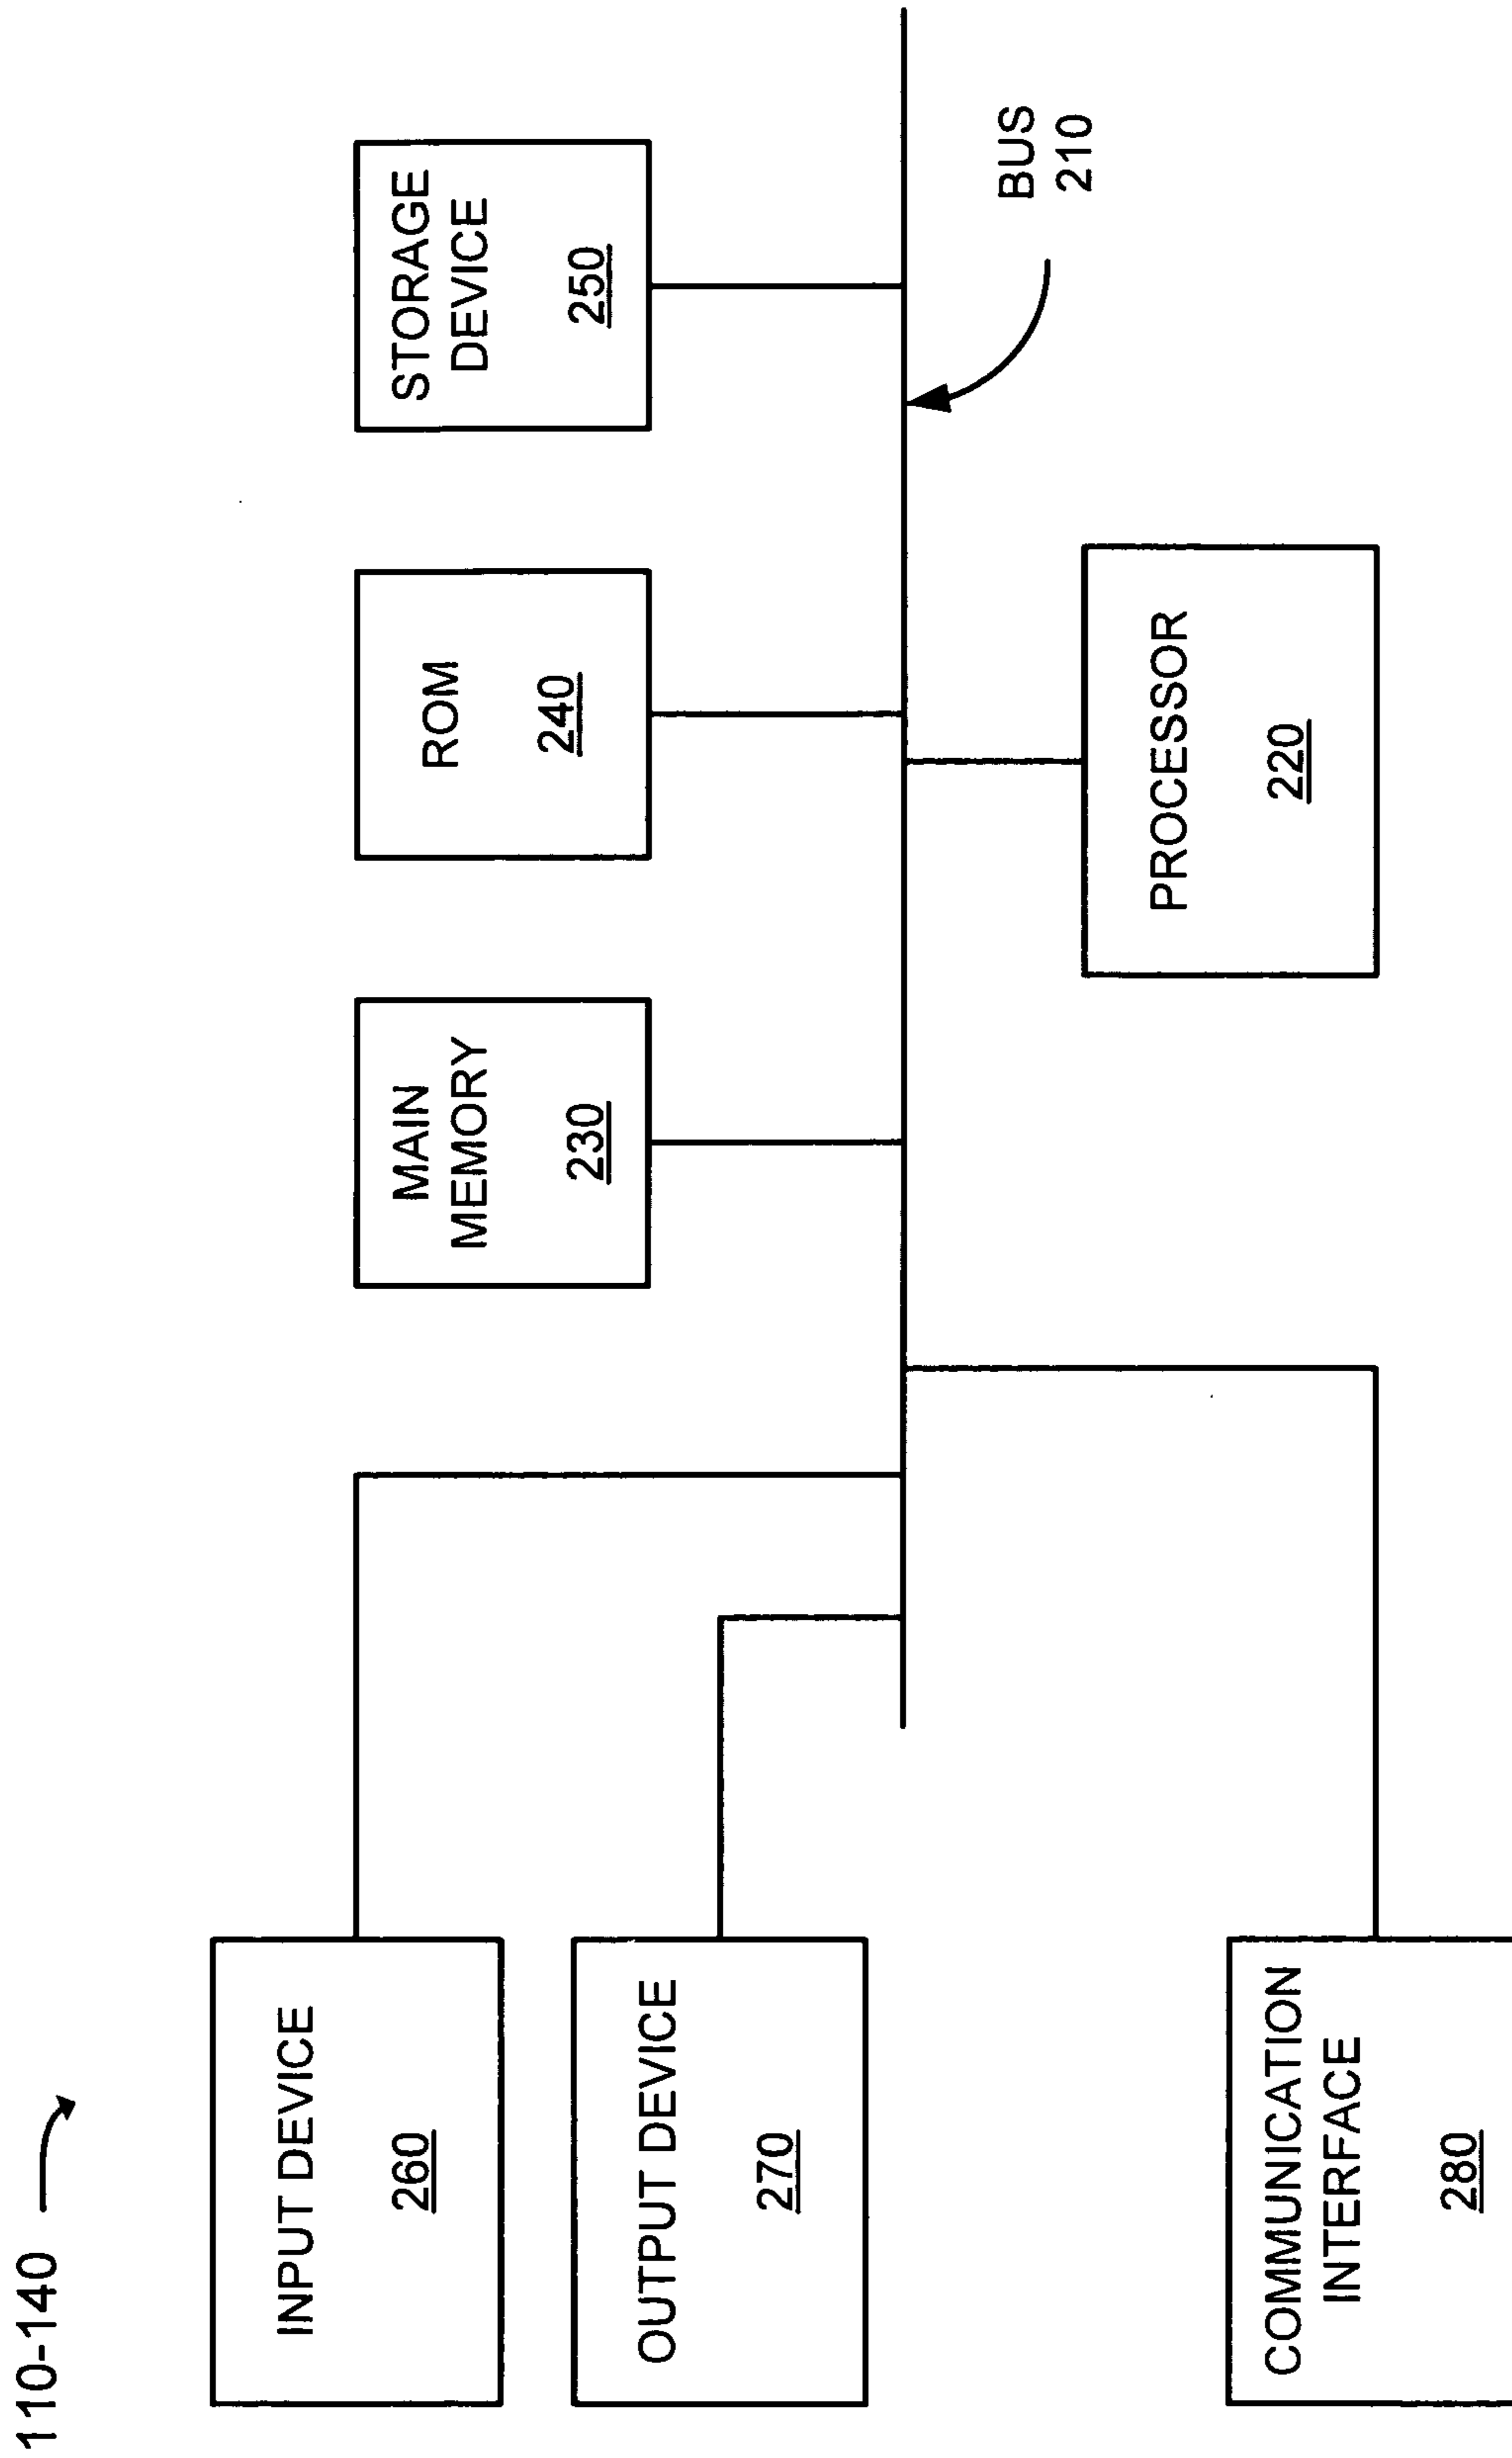 110-140
INPUT DEVICE
260
OUTPUT DEVICE
270
COMMUNICATION
INTERFACE
280
MAIN
MEMORY
230
ROM
240
STORAGE
DEVICE
250
PROCESSOR
220
BUS
210